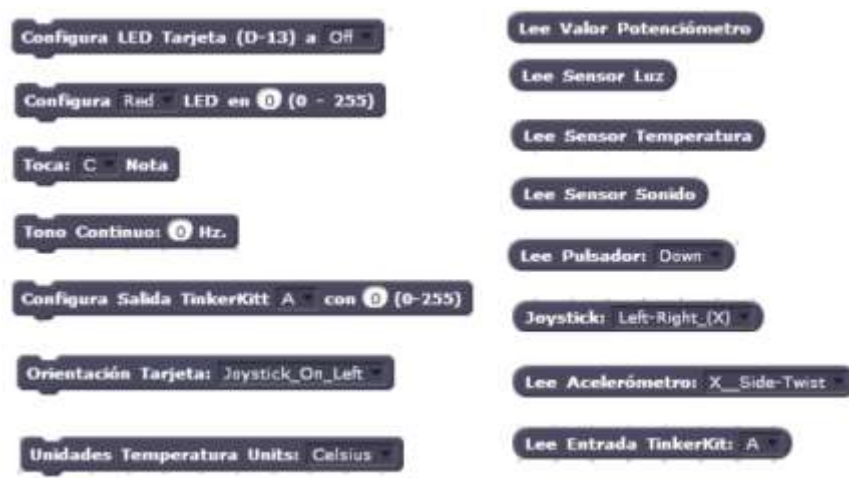 Configura LED Tarjeta (D-13) a Off
Configura Red LED en 0 (0 - 255)
Toca: C Nota
Tono Continuo: 0 Hz.
Configura Salida TinkerKitt A con 0 (0-255)
Orientación Tarjeta: Joystick_On_Left
Unidades Temperatura Units: Celsius
Lee Valor Potenciómetro
Lee Sensor Luz
Lee Sensor Temperatura
Lee Sensor Sonido
Lee Pulsador: Down
Joystick: Left-Right_(X)
Lee Acelerómetro: X__Side-Twist
Lee Entrada TinkerKit: A